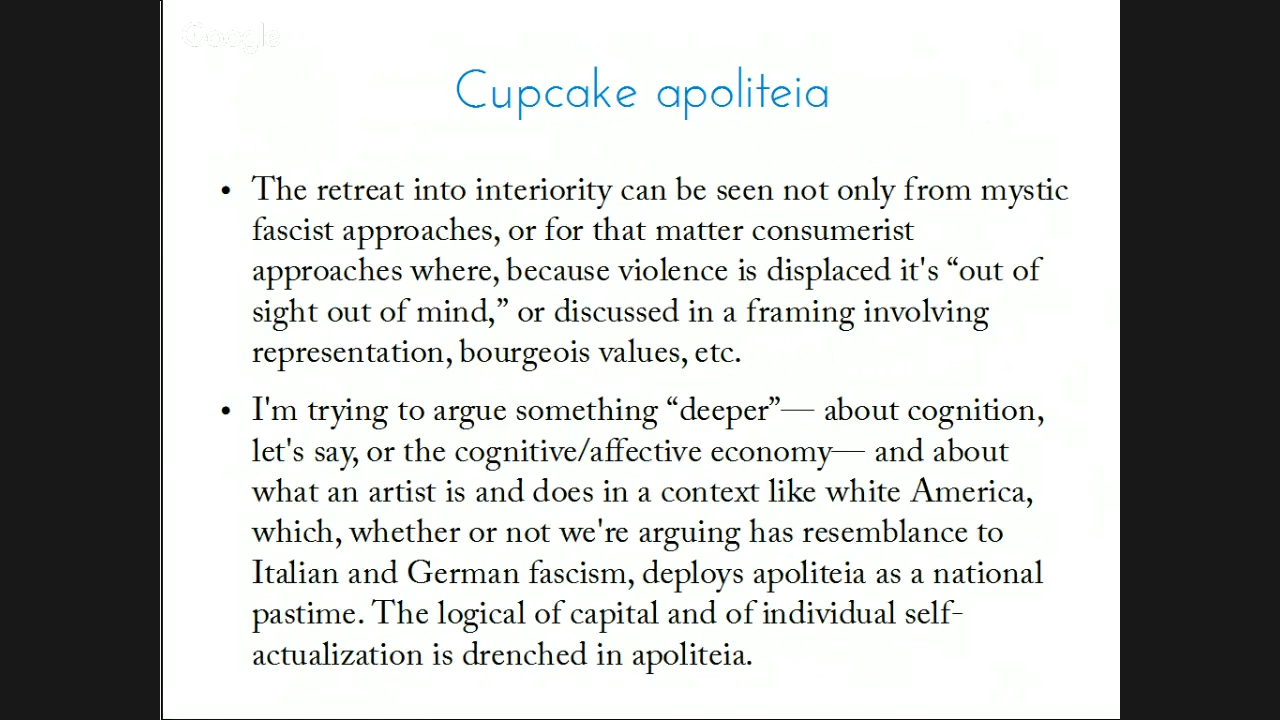 Google
Cupcake apoliteia
• The retreat into interiority can be seen not only from mystic
fascist approaches, or for that matter consumerist
approaches where, because violence is displaced it's “out of
sight out of mind,” or discussed in a framing involving
representation, bourgeois values, etc.
• I'm trying to argue something “deeper”— about cognition,
let's say, or the cognitive/affective economy— and about
what an artist is and does in a context like white America,
which, whether or not we're arguing has resemblance to
Italian and German fascism, deploys apoliteia as a national
pastime. The logical of capital and of individual self-
actualization is drenched in apoliteia.